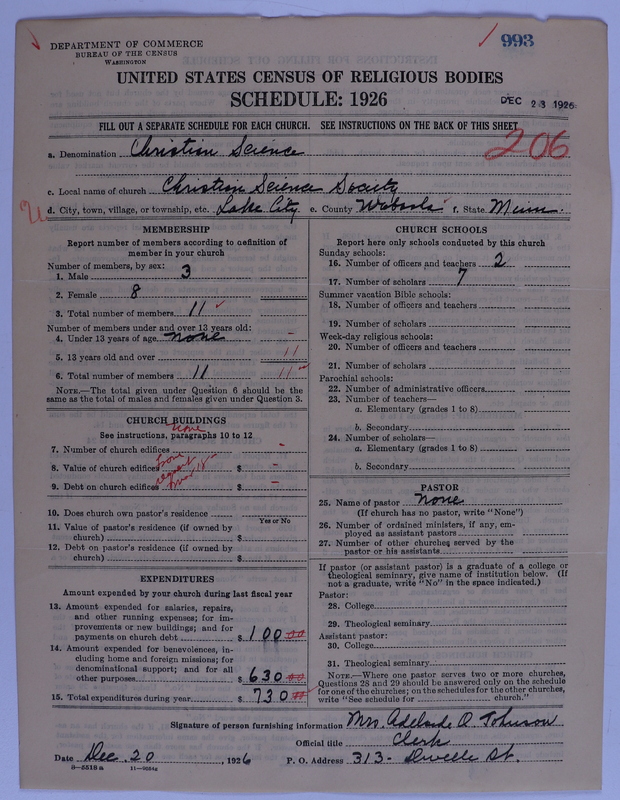 993
DEPARTMENT OF COMMERCE
BUREAU OF THE CENSUS
WASHINGTON
UNITED STATES CENSUS OF RELIGIOUS BODIES
SCHEDULE: 1926
DEC 23 1926
FILL OUT A SEPARATE SCHEDULE FOR EACH CHURCH. SEE INSTRUCTIONS ON THE BACK OF THIS SHEET
206
a. Denomination Christian Science
c. Local name of church Christian Science Society
d. City, town, village, or township, etc. Lake City e. County Wabasha f. State Minn.
MEMBERSHIP
Report number of members according to definition of
member in your church
Number of members, by sex:
1. Male 3
2. Female 8
3. Total number of members 11 ✓
Number of members under and over 13 years old:
4. Under 13 years of age none -
5. 13 years old and over 11
6. Total number of members 11 11
NOTE.—The total given under Question 6 should be the
same as the total of males and females given under Question 3.
CHURCH BUILDINGS
none
See instructions, paragraphs 10 to 12
7. Number of church edifices -
8. Value of church edifices $ -
9. Debt on church edifices $ -
10. Does church own pastor's residence
Yes or No
11. Value of pastor's residence (if owned by
church) $
12. Debt on pastor's residence (if owned by
church) $
EXPENDITURES
Amount expended by your church during last fiscal year
13. Amount expended for salaries, repairs,
and other running expenses; for im-
provements or new buildings; and for
payments on church debt $ 100 00
14. Amount expended for benevolences, in-
cluding home and foreign missions; for
denominational support; and for all
other purposes $ 630 00
15. Total expenditures during year $ 730 00
CHURCH SCHOOLS
Report here only schools conducted by this church
Sunday schools:
16. Number of officers and teachers 2
17. Number of scholars 7
Summer vacation Bible schools:
18. Number of officers and teachers
19. Number of scholars
Week-day religious schools:
20. Number of officers and teachers
21. Number of scholars
Parochial schools:
22. Number of administrative officers
23. Number of teachers—
a. Elementary (grades 1 to 8)
b. Secondary
24. Number of scholars—
a. Elementary (grades 1 to 8)
b. Secondary
PASTOR
25. Name of pastor None
(If church has no pastor, write "None")
26. Number of ordained ministers, if any, em-
ployed as assistant pastors
27. Number of other churches served by the
pastor or his assistants
If pastor (or assistant pastor) is a graduate of a college or
theological seminary, give name of institution below. (If
not a graduate, write "No" in the space indicated.)
Pastor:
28. College
29. Theological seminary
Assistant pastor:
30. College
31. Theological seminary
NOTE.—Where one pastor serves two or more churches,
Questions 28 and 29 should be answered only on the schedule
for one of the churches; on the schedules for the other churches,
write "See schedule for church."
Signature of person furnishing information Mrs. Adelaide Q. Johnson
Official title Clerk
Date Dec. 20, 1926 P. O. Address 313- St.
8—5518 a 11—9034